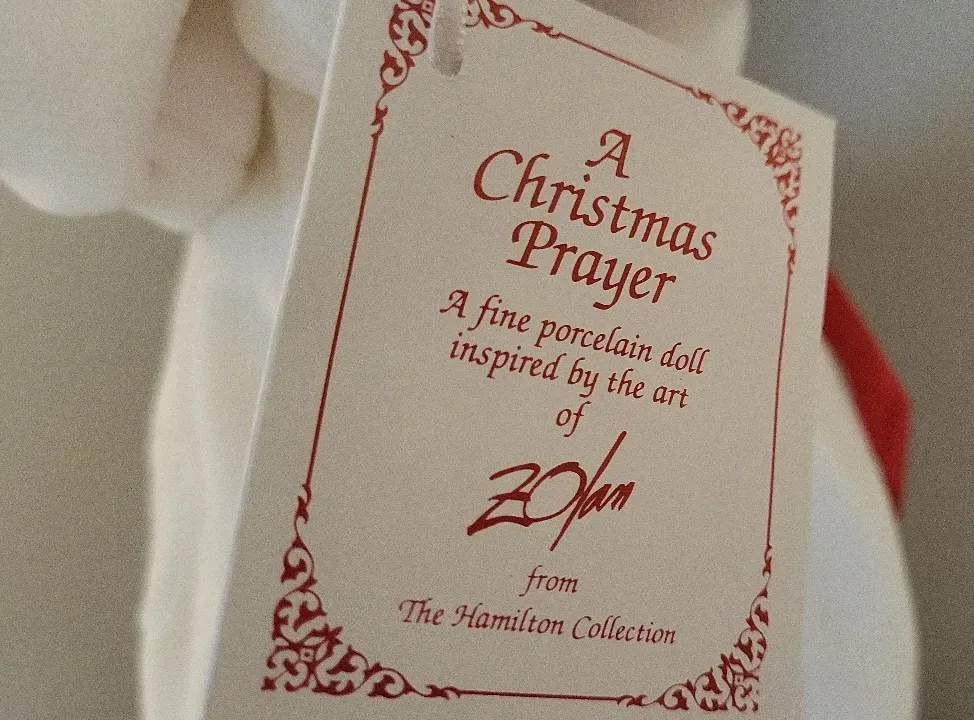 A
Christmas
Prayer
A fine porcelain doll
inspired by the art
of
Zolan
from
The Hamilton Collection